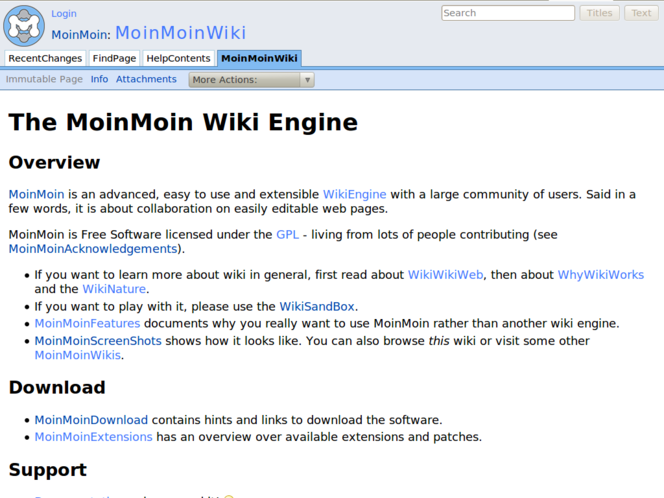 Login
Search
Titles
Text
MoinMoin: MoinMoinWiki
RecentChanges
FindPage
HelpContents
MoinMoinWiki
Immutable Page Info Attachments More Actions:
The MoinMoin Wiki Engine
Overview
MoinMoin is an advanced, easy to use and extensible WikiEngine with a large community of users. Said in a
few words, it is about collaboration on easily editable web pages.
MoinMoin is Free Software licensed under the GPL - living from lots of people contributing (see
MoinMoinAcknowledgements).
• If you want to learn more about wiki in general, first read about WikiWikiWeb, then about WhyWikiWorks
and the WikiNature.
• If you want to play with it, please use the WikiSandBox.
• MoinMoinFeatures documents why you really want to use MoinMoin rather than another wiki engine.
• MoinMoinScreenShots shows how it looks like. You can also browse this wiki or visit some other
MoinMoinWikis.
Download
• MoinMoinDownload contains hints and links to download the software.
• MoinMoinExtensions has an overview over available extensions and patches.
Support